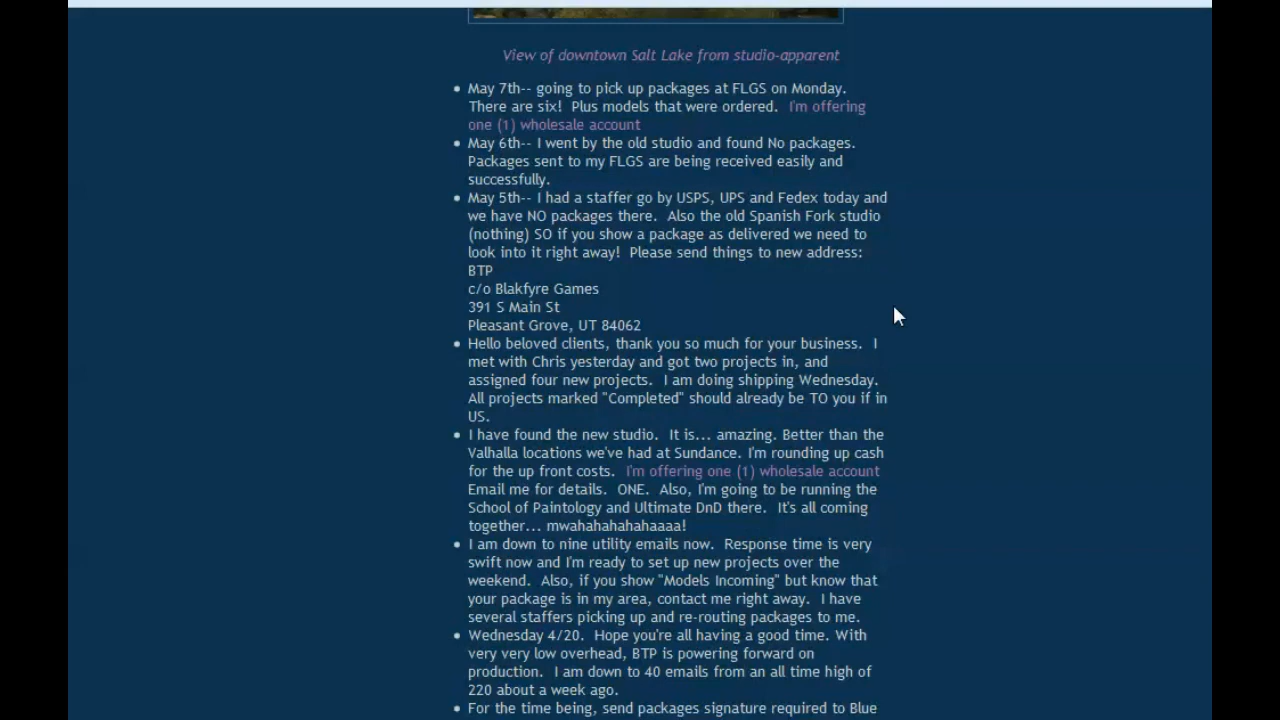 View of downtown Salt Lake from studio-apparent
• May 7th-- going to pick up packages at FLGS on Monday.
There are six!  Plus models that were ordered.  I'm offering
one (1) wholesale account
• May 6th-- I went by the old studio and found No packages.
Packages sent to my FLGS are being received easily and
successfully.
• May 5th-- I had a staffer go by USPS, UPS and Fedex today and
we have NO packages there.  Also the old Spanish Fork studio
(nothing) SO if you show a package as delivered we need to
look into it right away!  Please send things to new address:
BTP
c/o Blakfyre Games
391 S Main St
Pleasant Grove, UT 84062
• Hello beloved clients, thank you so much for your business.  I
met with Chris yesterday and got two projects in, and
assigned four new projects.  I am doing shipping Wednesday.
All projects marked "Completed" should already be TO you if in
US.
• I have found the new studio.  It is... amazing. Better than the
Valhalla locations we've had at Sundance. I'm rounding up cash
for the up front costs.  I'm offering one (1) wholesale account
Email me for details.  ONE.  Also, I'm going to be running the
School of Paintology and Ultimate DnD there.  It's all coming
together... mwahahahahahaaaa!
• I am down to nine utility emails now.  Response time is very
swift now and I'm ready to set up new projects over the
weekend.  Also, if you show "Models Incoming" but know that
your package is in my area, contact me right away.  I have
several staffers picking up and re-routing packages to me.
• Wednesday 4/20.  Hope you're all having a good time. With
very very low overhead, BTP is powering forward on
production.  I am down to 40 emails from an all time high of
220 about a week ago.
• For the time being, send packages signature required to Blue